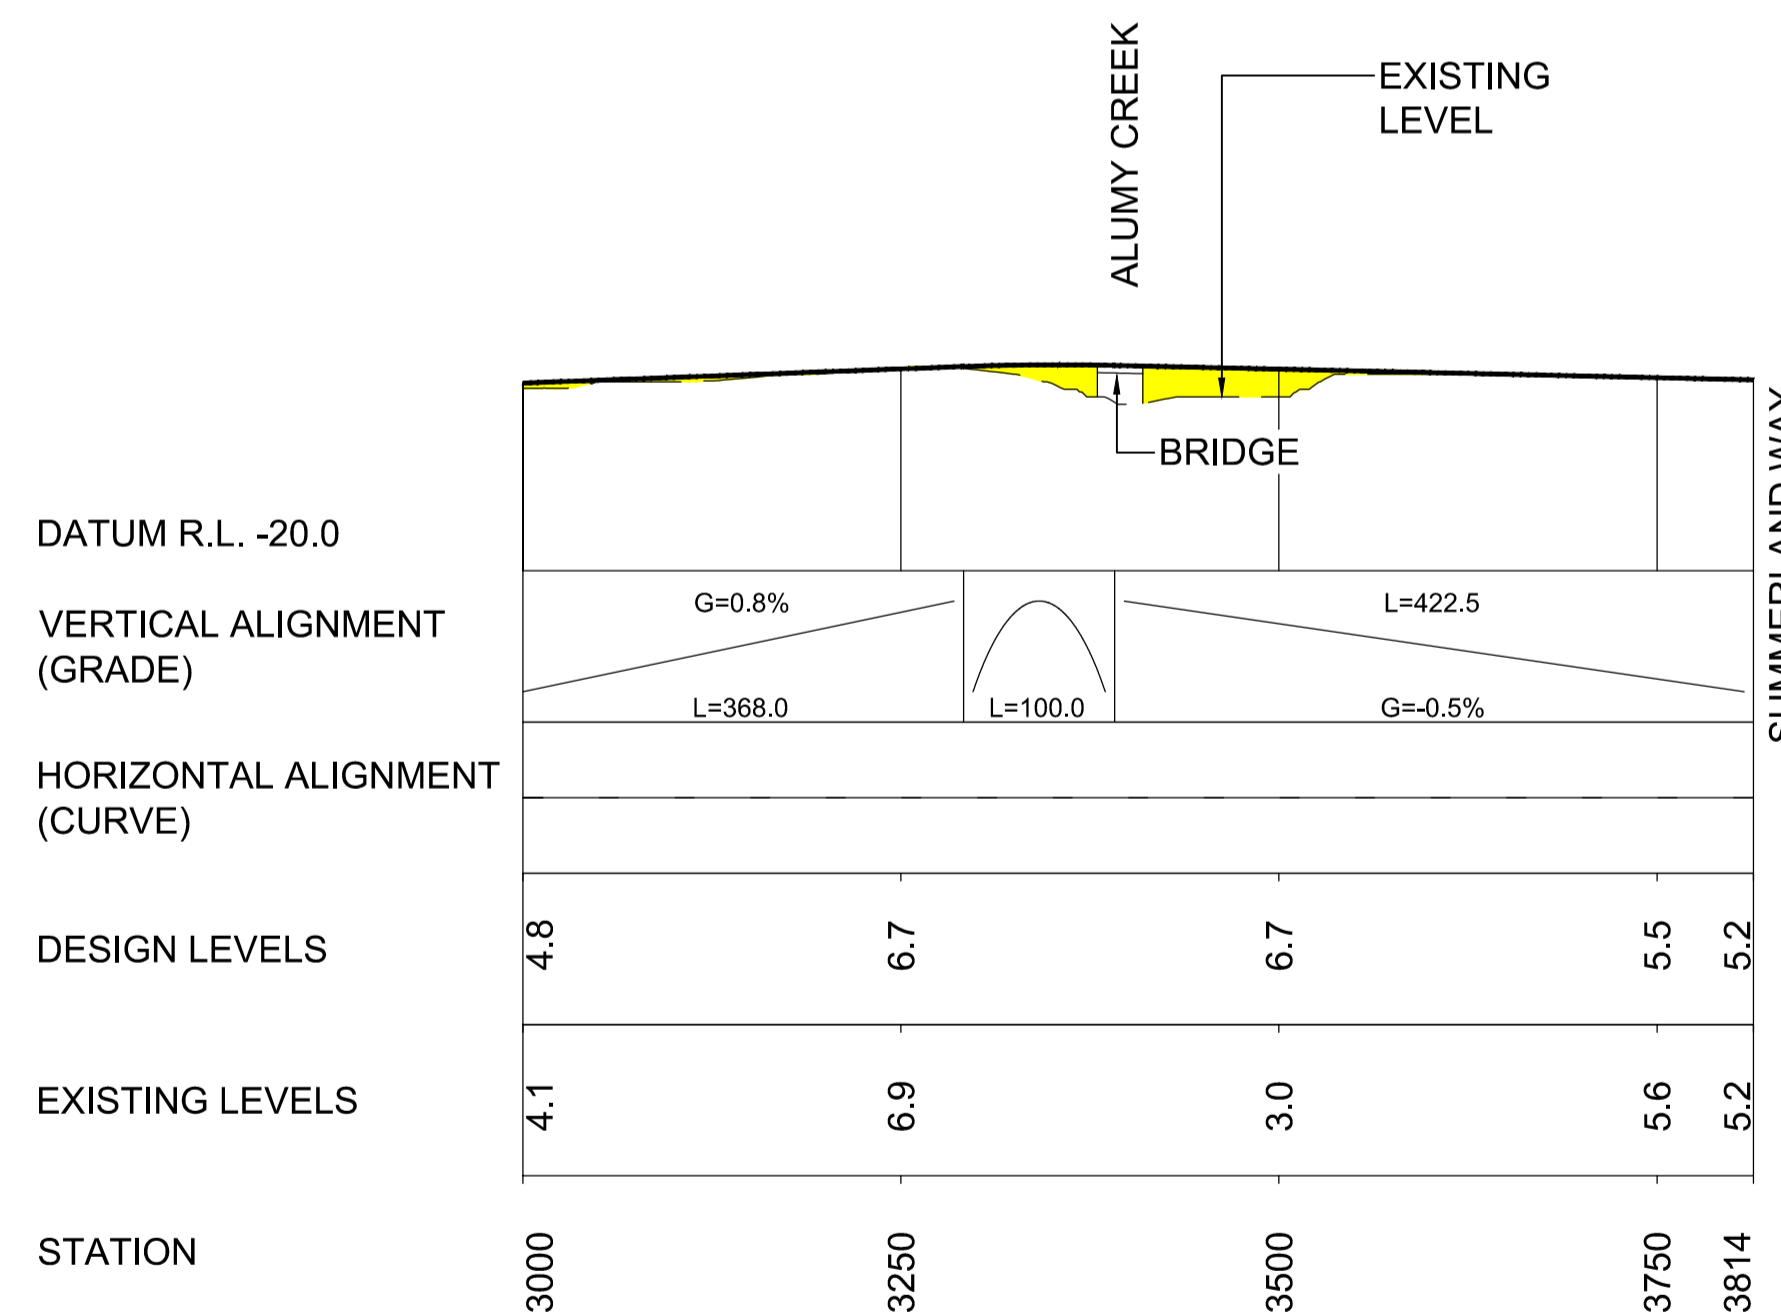 ALUMY CREEK
EXISTING
LEVEL
BRIDGE
SUMMERLAND WAY
DATUM R.L. -20.0
VERTICAL ALIGNMENT
(GRADE)
G=0.8%
L=368.0
L=100.0
L=422.5
G=-0.5%
HORIZONTAL ALIGNMENT
(CURVE)
DESIGN LEVELS
4.8 6.7 6.7 5.5 5.2
EXISTING LEVELS
4.1 6.9 3.0 5.6 5.2
STATION
3000 3250 3500 3750 3814